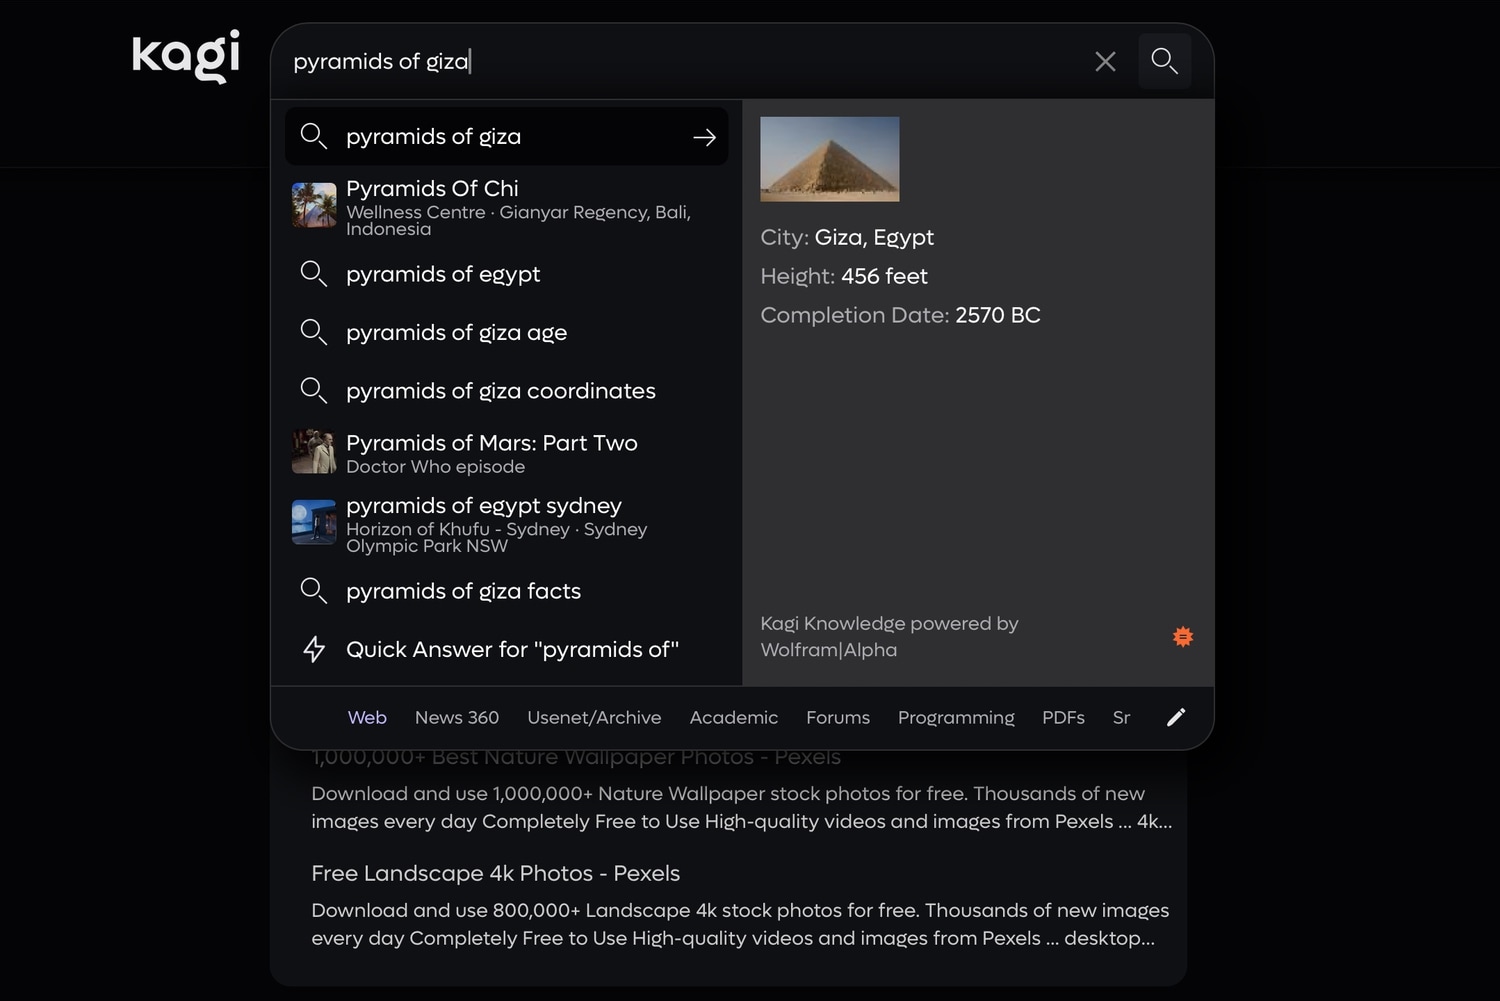 kagi
pyramids of giza
pyramids of giza
Pyramids Of Chi
Wellness Centre · Gianyar Regency, Bali,
Indonesia
pyramids of egypt
pyramids of giza age
pyramids of giza coordinates
Pyramids of Mars: Part Two
Doctor Who episode
pyramids of egypt sydney
Horizon of Khufu - Sydney · Sydney
Olympic Park NSW
pyramids of giza facts
Quick Answer for "pyramids of"
City: Giza, Egypt
Height: 456 feet
Completion Date: 2570 BC
Kagi Knowledge powered by
Wolfram|Alpha
Web News 360 Usenet/Archive Academic Forums Programming PDFs Sr
1,000,000+ Best Nature Wallpaper Photos - Pexels
Download and use 1,000,000+ Nature Wallpaper stock photos for free. Thousands of new
images every day Completely Free to Use High-quality videos and images from Pexels ... 4k...
Free Landscape 4k Photos - Pexels
Download and use 800,000+ Landscape 4k stock photos for free. Thousands of new images
every day Completely Free to Use High-quality videos and images from Pexels ... desktop...